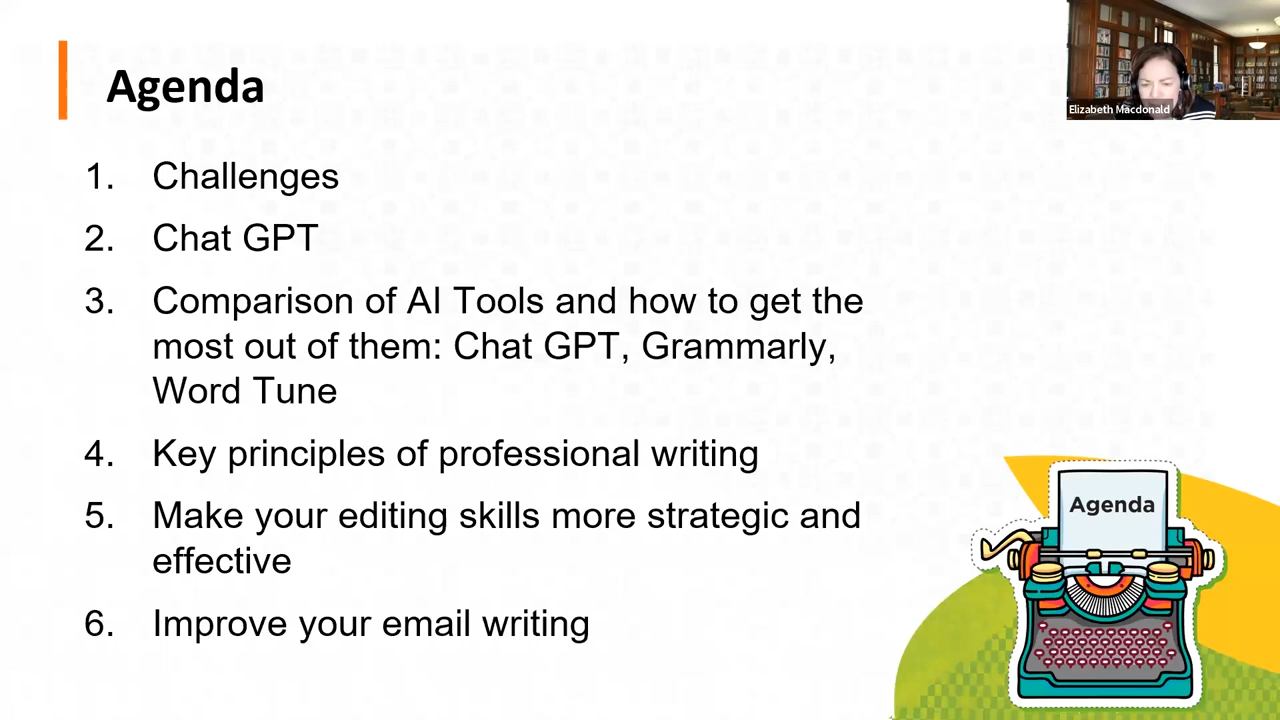 Agenda
Elizabeth Macdonald
1. Challenges
2. Chat GPT
3. Comparison of AI Tools and how to get the
most out of them: Chat GPT, Grammarly,
Word Tune
4. Key principles of professional writing
5. Make your editing skills more strategic and
effective
6. Improve your email writing
Agenda